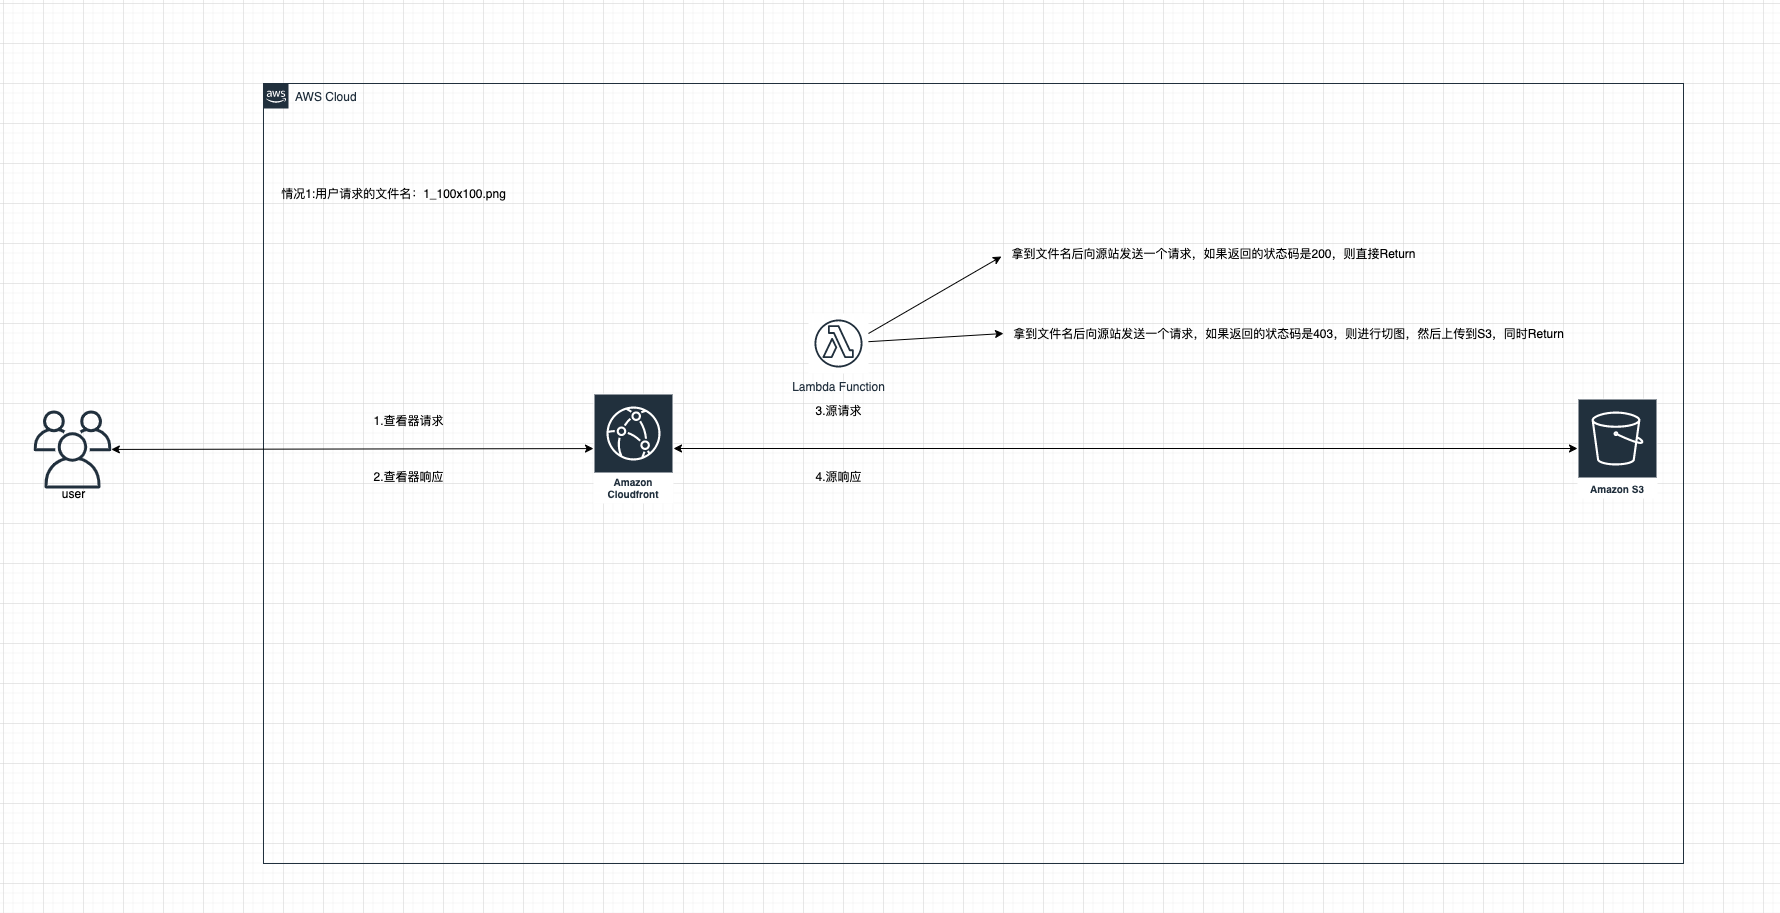 aws
AWS Cloud
情况1:用户请求的文件名：1_100x100.png
拿到文件名后向源站发送一个请求，如果返回的状态码是200，则直接Return
拿到文件名后向源站发送一个请求，如果返回的状态码是403，则进行切图，然后上传到S3，同时Return
Lambda Function
3.源请求
1.查看器请求
2.查看器响应
4.源响应
user
Amazon
Cloudfront
Amazon S3